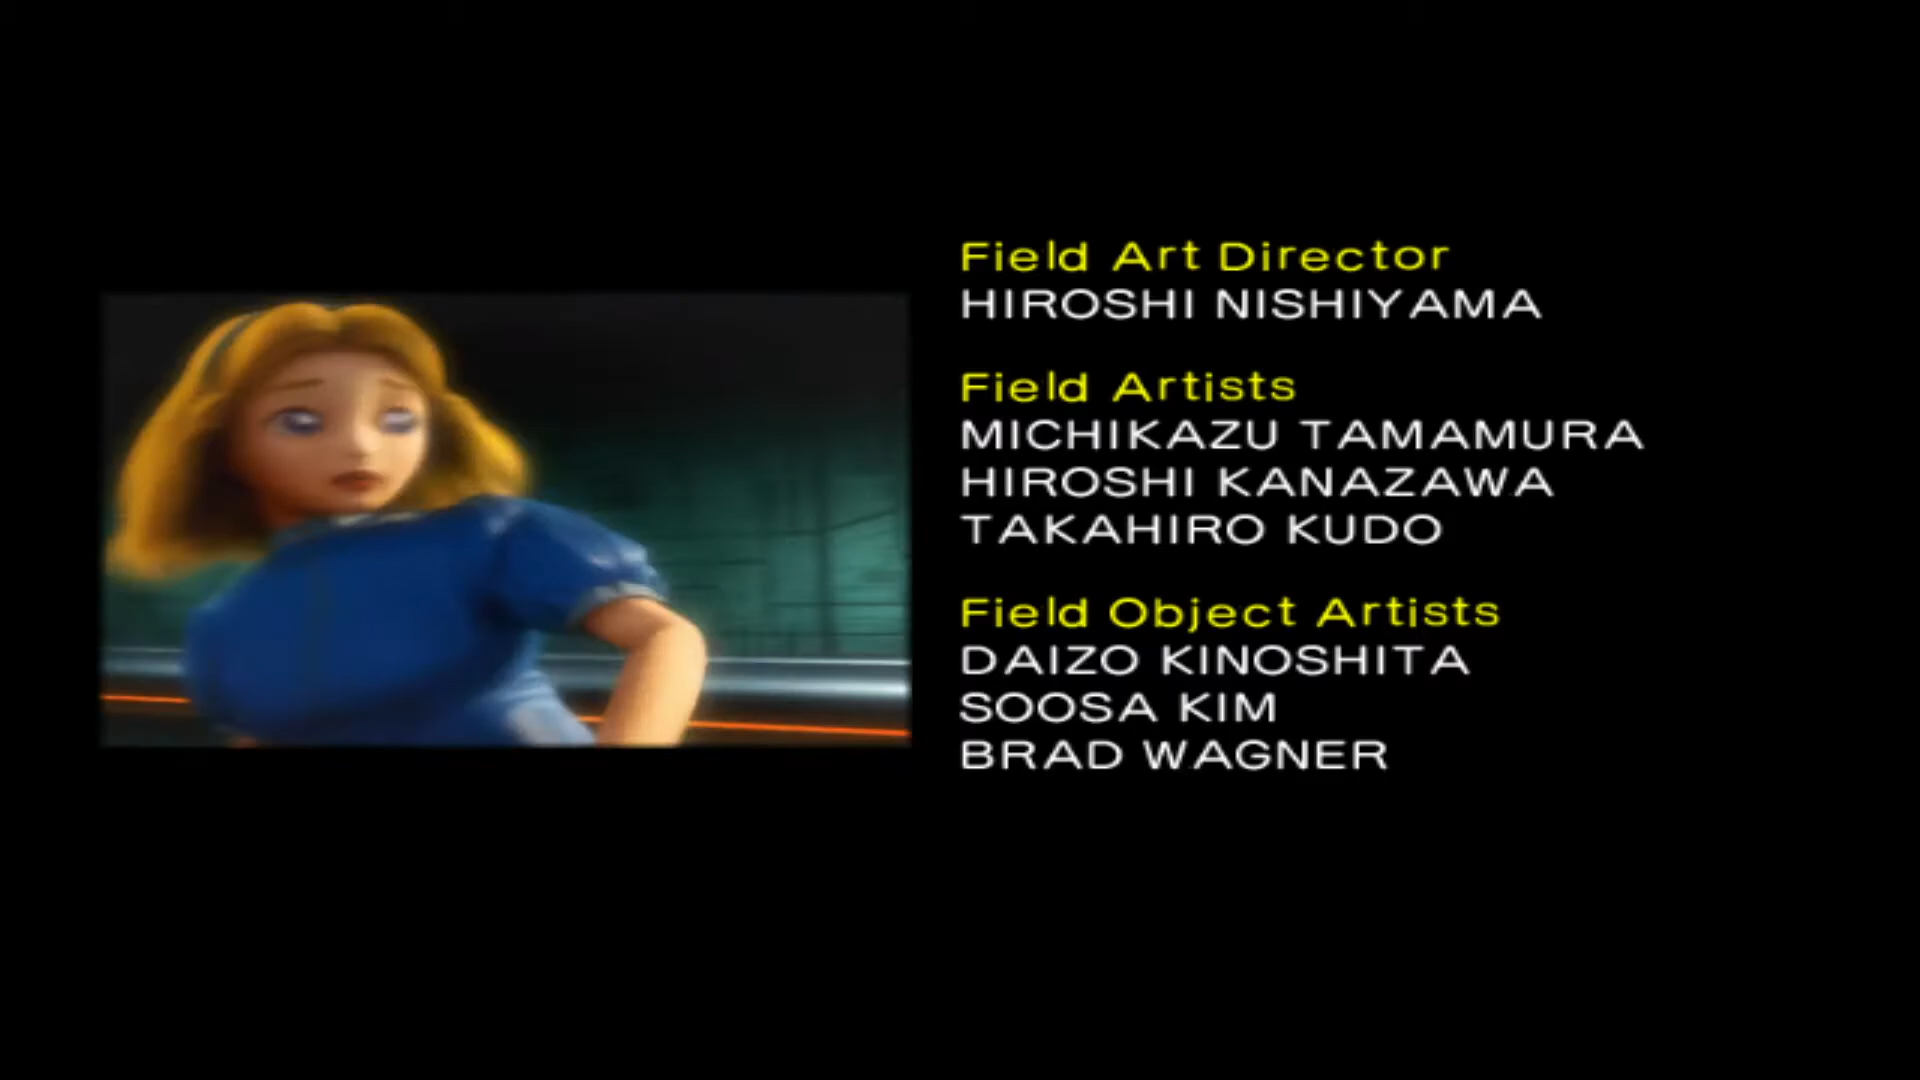 Field Art Director
HIROSHI NISHIYAMA
Field Artists
MICHIKAZU TAMAMURA
HIROSHI KANAZAWA
TAKAHIRO KUDO
Field Object Artists
DAIZO KINOSHITA
SOOSA KIM
BRAD WAGNER